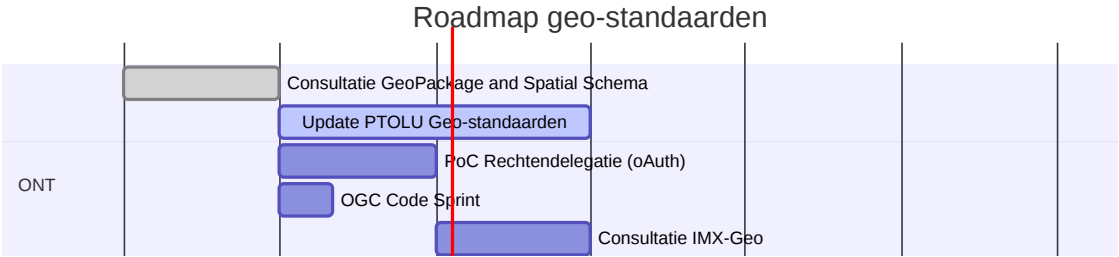 Roadmap geo-standaarden
Consultatie GeoPackage and Spatial Schema
Update PTOLU Geo-standaarden
PoC Rechtendelegatie (oAuth)
ONT
OGC Code Sprint
Consultatie IMX-Geo